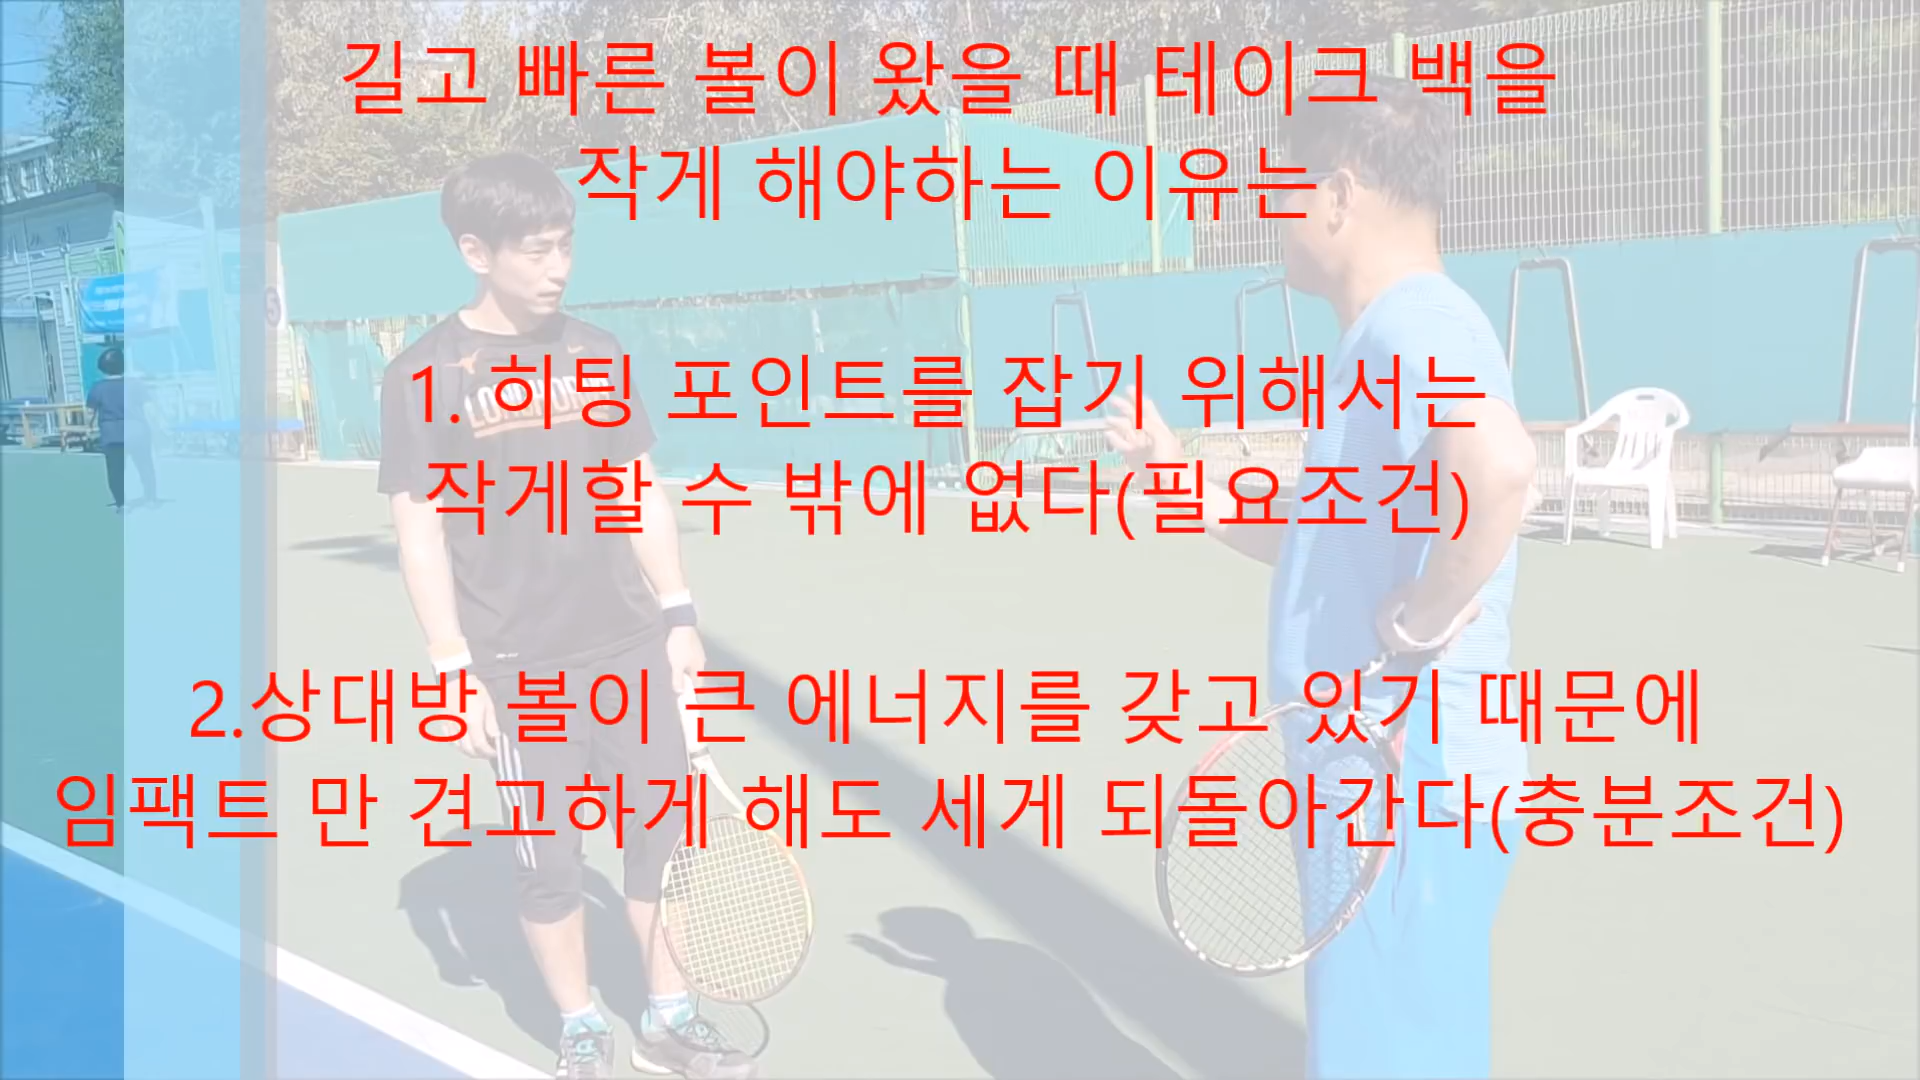 길고 빠른 볼이 왔을 때 테이크 백을
작게 해야하는 이유는
1. 히팅 포인트를 잡기 위해서는
작게할 수 밖에 없다(필요조건)
2.상대방 볼이 큰 에너지를 갖고 있기 때문에
임팩트 만 견고하게 해도 세게 되돌아간다(충분조건)